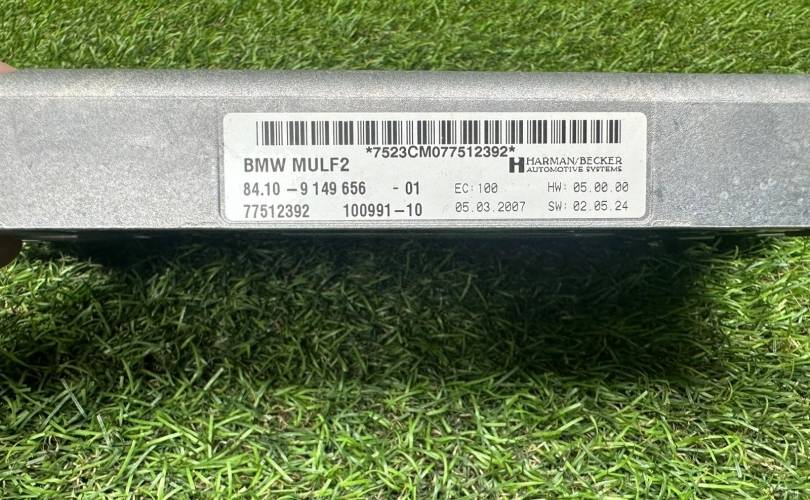 *7523CM077512392*
BMW MULF2
HARMAN/BECKER
AUTOMOTIVE SYSTEMS
84.10 - 9 149 656 - 01 EC: 100 HW: 05.00.00
77512392 100991-10 05.03.2007 SW: 02.05.24